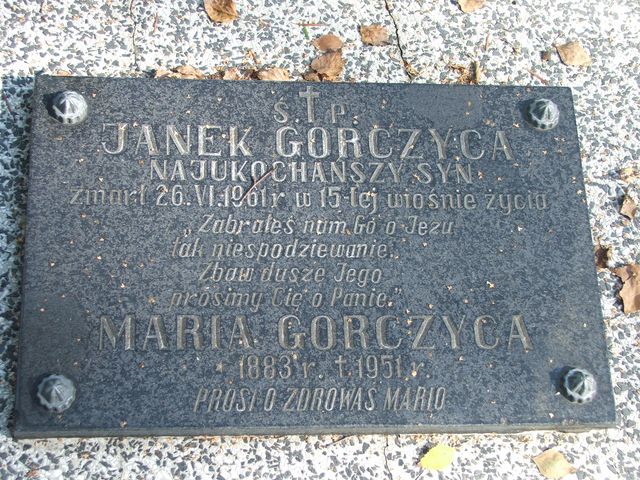 Ś † P.
JANEK GORCZYCA
NAJUKOCHAŃSZY SYN
zmarł 26.VI.1961r w 15-tej wiośnie życia
"Zabrałeś nam Go o Jezu
tak niespodziewanie.
Zbaw duszę Jego
prosimy Cię o Panie."
MARIA GORCZYCA
* 1883 r. † 1951 r.
PROSI O ZDROWAŚ MARIO